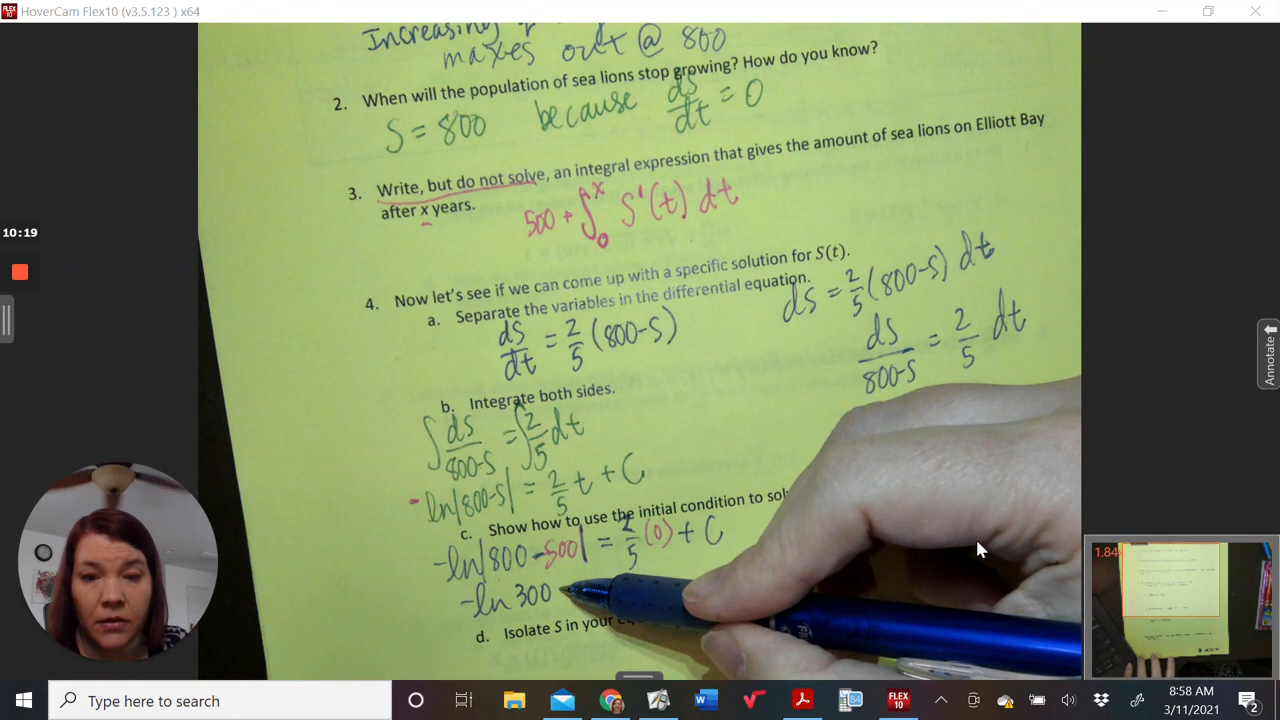 HoverCam Flex10 (v3.5.123 ) x64
Increasing
maxes out @ 800
2. When will the population of sea lions stop growing? How do you know?
S = 800 because ds/dt = 0
3. Write, but do not solve, an integral expression that gives the amount of sea lions on Elliott Bay
after x years.
500 + ∫₀ˣ S'(t) dt
4. Now let's see if we can come up with a specific solution for S(t).
a. Separate the variables in the differential equation.
ds/dt = 2/5 (800-S)
ds = 2/5 (800-S) dt
ds/800-S = 2/5 dt
b. Integrate both sides.
∫ ds/800-S = ∫ 2/5 dt
-ln|800-S| = 2/5 t + C
c. Show how to use the initial condition to
-ln|800-500| = 2/5 (0) + C
-ln 300
d. Isolate S in your
10:19
Annotate
1.84
Type here to search
FLEX 10
8:58 AM
3/11/2021
2